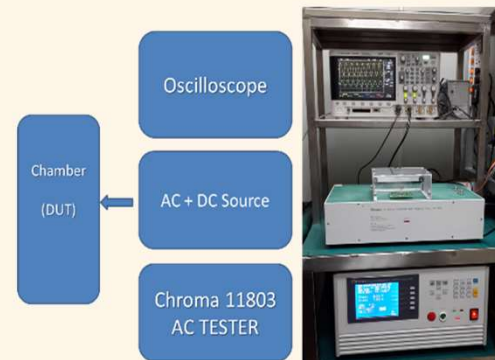 Oscilloscope
Chamber
(DUT)
AC + DC Source
Chroma 11803
AC TESTER